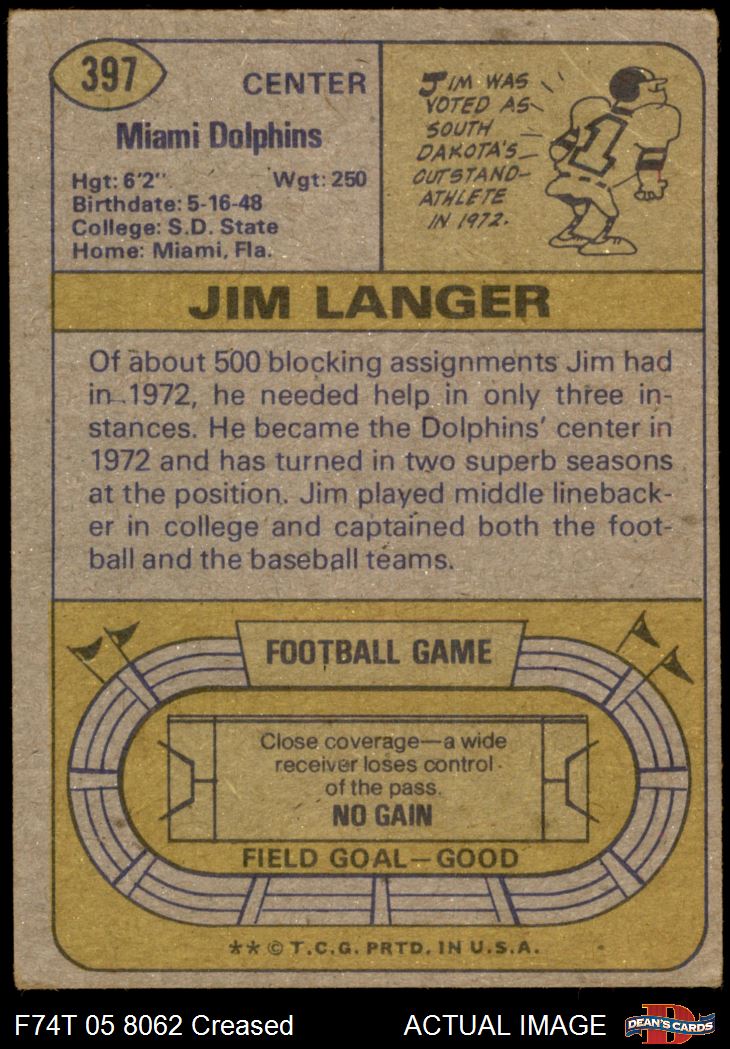 397
CENTER
Miami Dolphins
Hgt: 6'2" Wgt: 250
Birthdate: 5-16-48
College: S.D. State
Home: Miami, Fla.
JIM WAS
VOTED AS
SOUTH
DAKOTA'S
OUTSTAND-
ATHLETE
IN 1972.
1
JIM LANGER
Of about 500 blocking assignments Jim had
in 1972, he needed help in only three in-
stances. He became the Dolphins' center in
1972 and has turned in two superb seasons
at the position. Jim played middle lineback-
er in college and captained both the foot-
ball and the baseball teams.
FOOTBALL GAME
Close coverage—a wide
receiver loses control
of the pass.
NO GAIN
FIELD GOAL—GOOD
** © T.C.G. PRTD. IN U.S.A.
F74T 05 8062 Creased ACTUAL IMAGE
D
DEAN'S CARDS